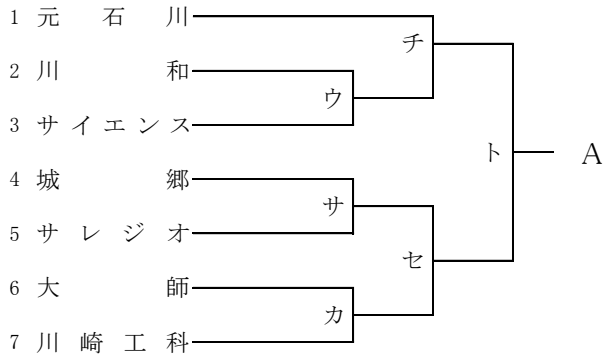 1 元石川
チ
2 川和
ウ
3 サイエンス
ト A
4 城郷
サ
5 サレジオ
セ
6 大師
カ
7 川崎工科